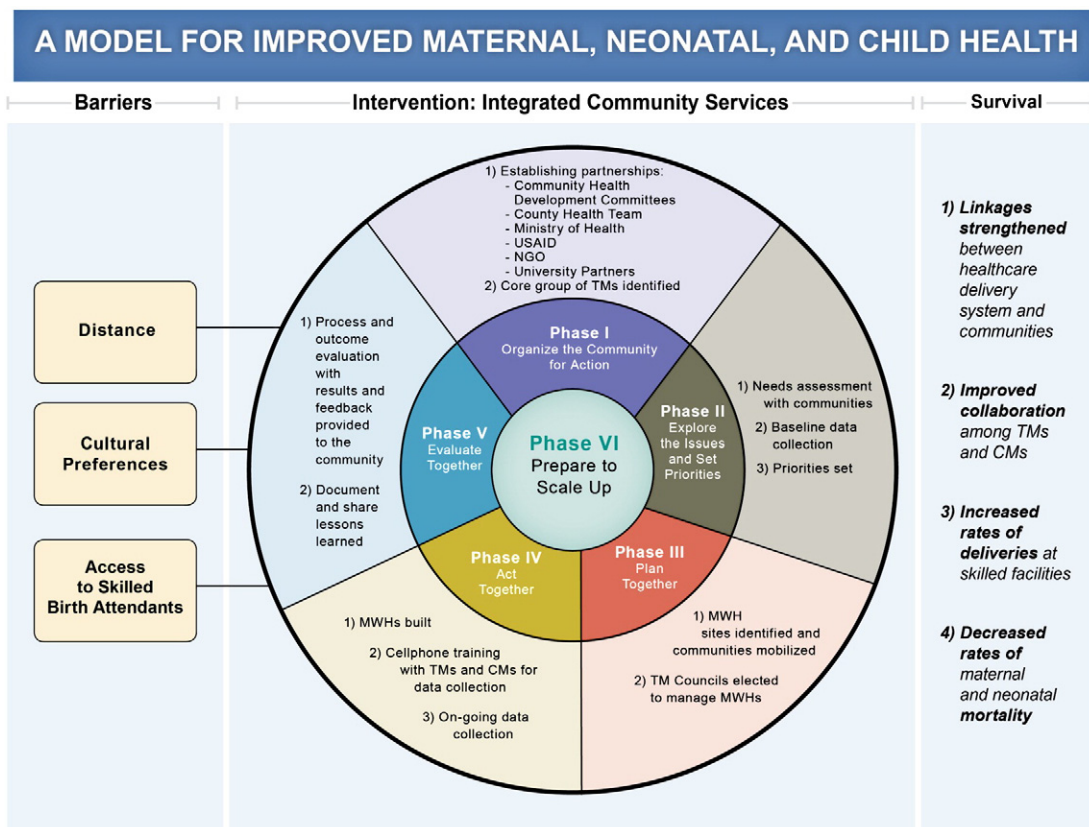 A MODEL FOR IMPROVED MATERNAL, NEONATAL, AND CHILD HEALTH
Barriers
Intervention: Integrated Community Services
Survival
Distance
Cultural
Preferences
Access
to Skilled
Birth Attendants
1) Establishing partnerships:
- Community Health
Development Committees
- County Health Team
- Ministry of Health
- USAID
- NGO
- University Partners
2) Core group of TMs identified
Phase I
Organize the Community
for Action
Phase II
Explore
the Issues
and Set
Priorities
1) Needs assessment
with communities
2) Baseline data
collection
3) Priorities set
Phase III
Plan
Together
1) MWH
sites identified and
communities mobilized
2) TM Councils elected
to manage MWHs
Phase IV
Act
Together
1) MWHs built
2) Cellphone training
with TMs and CMs for
data collection
3) On-going data
collection
Phase V
Evaluate
Together
1) Process and
outcome
evaluation
with
results and
feedback
provided
to the
community
2) Document
and share
lessons
learned
Phase VI
Prepare to
Scale Up
1) Linkages
strengthened
between
healthcare
delivery
system and
communities
2) Improved
collaboration
among TMs
and CMs
3) Increased
rates of
deliveries at
skilled facilities
4) Decreased
rates of
maternal
and neonatal
mortality